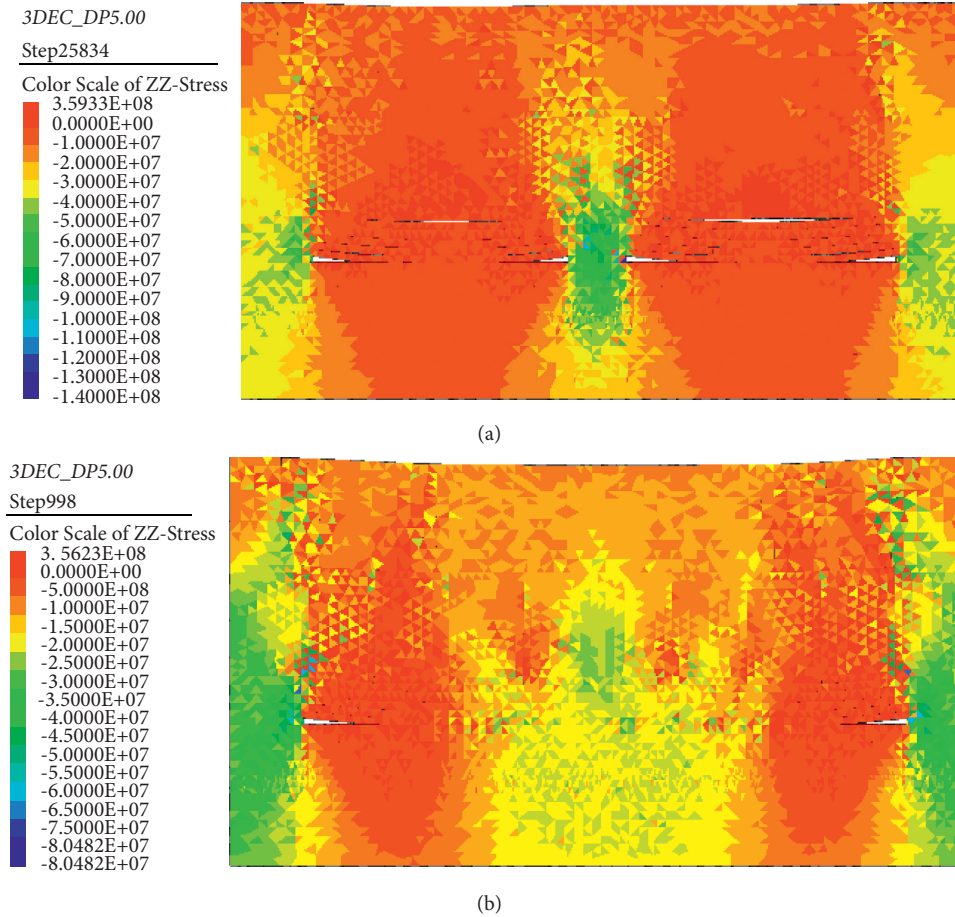 3DEC_DP5.00
Step25834
Color Scale of ZZ-Stress
3.5933E+08
0.0000E+00
-1.0000E+07
-2.0000E+07
-3.0000E+07
-4.0000E+07
-5.0000E+07
-6.0000E+07
-7.0000E+07
-8.0000E+07
-9.0000E+07
-1.0000E+08
-1.1000E+08
-1.2000E+08
-1.3000E+08
-1.4000E+08
(a)
3DEC_DP5.00
Step998
Color Scale of ZZ-Stress
3.5623E+08
0.0000E+00
-5.0000E+08
-1.0000E+07
-1.5000E+07
-2.0000E+07
-2.5000E+07
-3.0000E+07
-3.5000E+07
-4.0000E+07
-4.5000E+07
-5.0000E+07
-5.5000E+07
-6.0000E+07
-6.5000E+07
-7.5000E+07
-8.0482E+07
-8.0482E+07
(b)